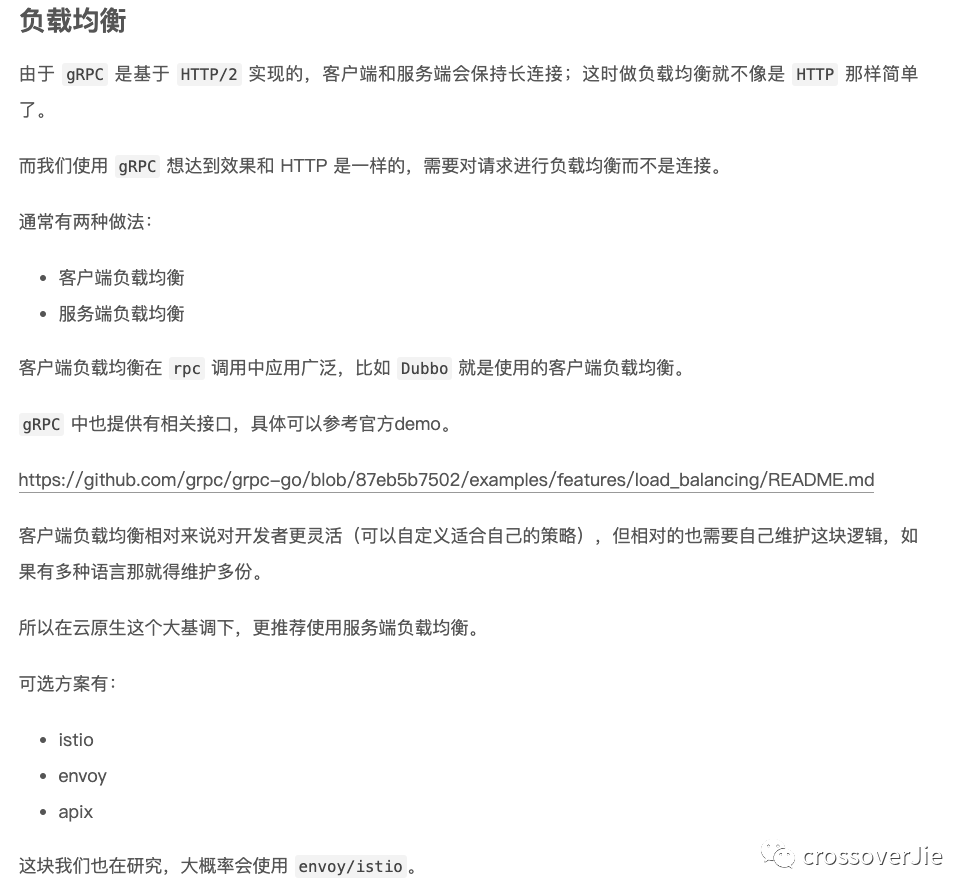 负载均衡
由于 gRPC 是基于 HTTP/2 实现的，客户端和服务端会保持长连接；这时做负载均衡就不像是 HTTP 那样简单
了。
而我们使用 gRPC 想达到效果和 HTTP 是一样的，需要对请求进行负载均衡而不是连接。
通常有两种做法：
• 客户端负载均衡
• 服务端负载均衡
客户端负载均衡在 rpc 调用中应用广泛，比如 Dubbo 就是使用的客户端负载均衡。
gRPC 中也提供有相关接口，具体可以参考官方demo。
https://github.com/grpc/grpc-go/blob/87eb5b7502/examples/features/load_balancing/README.md
客户端负载均衡相对来说对开发者更灵活（可以自定义适合自己的策略），但相对的也需要自己维护这块逻辑，如
果有多种语言那就得维护多份。
所以在云原生这个大基调下，更推荐使用服务端负载均衡。
可选方案有：
• istio
• envoy
• apix
这块我们也在研究，大概率会使用 envoy/istio。
crossoverJie